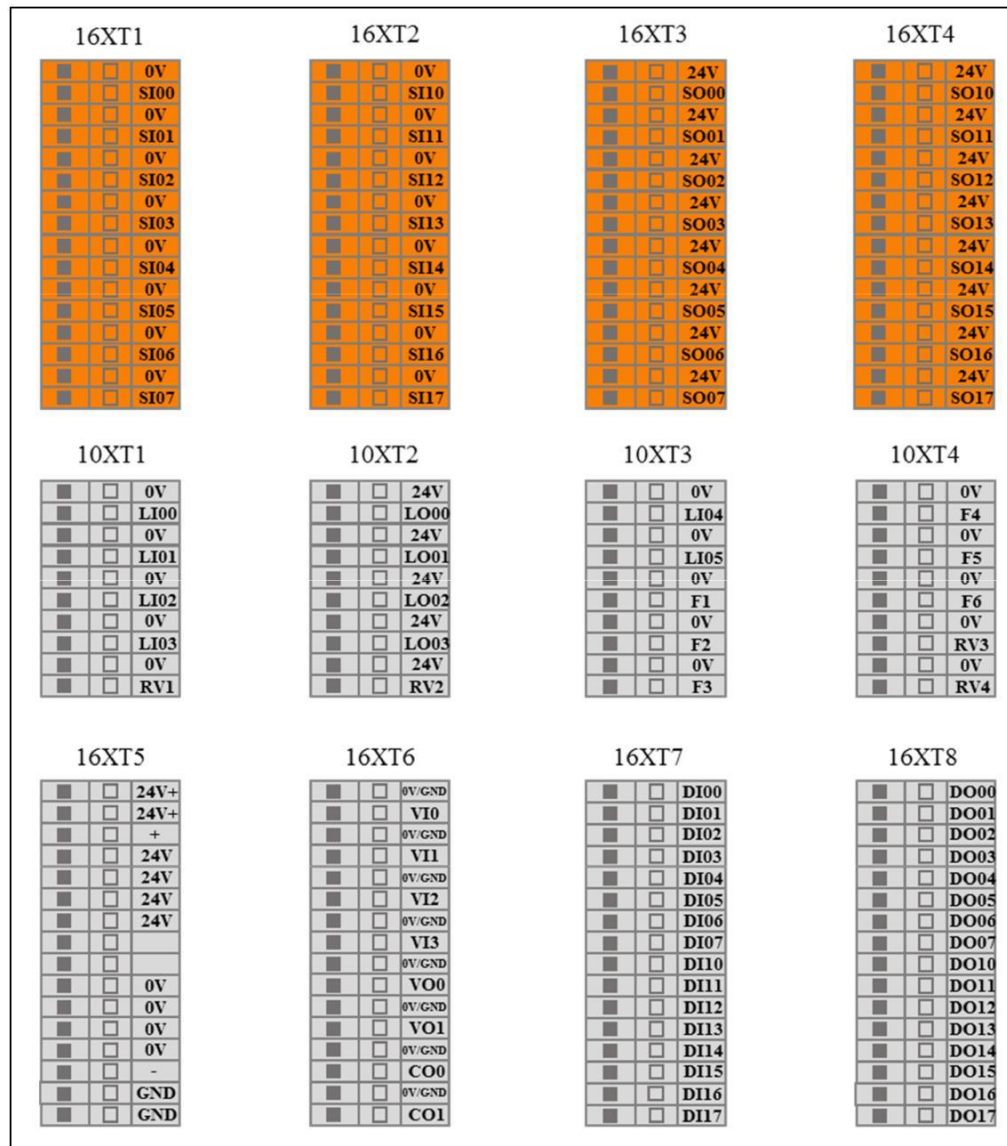 16XT1 16XT2 16XT3 16XT4
0V 0V 24V 24V
SI00 SI10 SO00 SO10
0V 0V 24V 24V
SI01 SI11 SO01 SO11
0V 0V 24V 24V
SI02 SI12 SO02 SO12
0V 0V 24V 24V
SI03 SI13 SO03 SO13
0V 0V 24V 24V
SI04 SI14 SO04 SO14
0V 0V 24V 24V
SI05 SI15 SO05 SO15
0V 0V 24V 24V
SI06 SI16 SO06 SO16
0V 0V 24V 24V
SI07 SI17 SO07 SO17
10XT1 10XT2 10XT3 10XT4
0V 24V 0V 0V
LI00 LO00 LI04 F4
0V 24V 0V 0V
LI01 LO01 LI05 F5
0V 24V 0V 0V
LI02 LO02 F1 F6
0V 24V 0V 0V
LI03 LO03 F2 RV3
0V 24V 0V 0V
RV1 RV2 F3 RV4
16XT5 16XT6 16XT7 16XT8
24V+ 0V/GND DI00 DO00
24V+ VI0 DI01 DO01
+ 0V/GND DI02 DO02
24V VI1 DI03 DO03
24V 0V/GND DI04 DO04
24V VI2 DI05 DO05
24V 0V/GND DI06 DO06
VI3 DI07 DO07
0V/GND DI10 DO10
0V VO0 DI11 DO11
0V 0V/GND DI12 DO12
0V VO1 DI13 DO13
0V 0V/GND DI14 DO14
- CO0 DI15 DO15
GND 0V/GND DI16 DO16
GND CO1 DI17 DO17